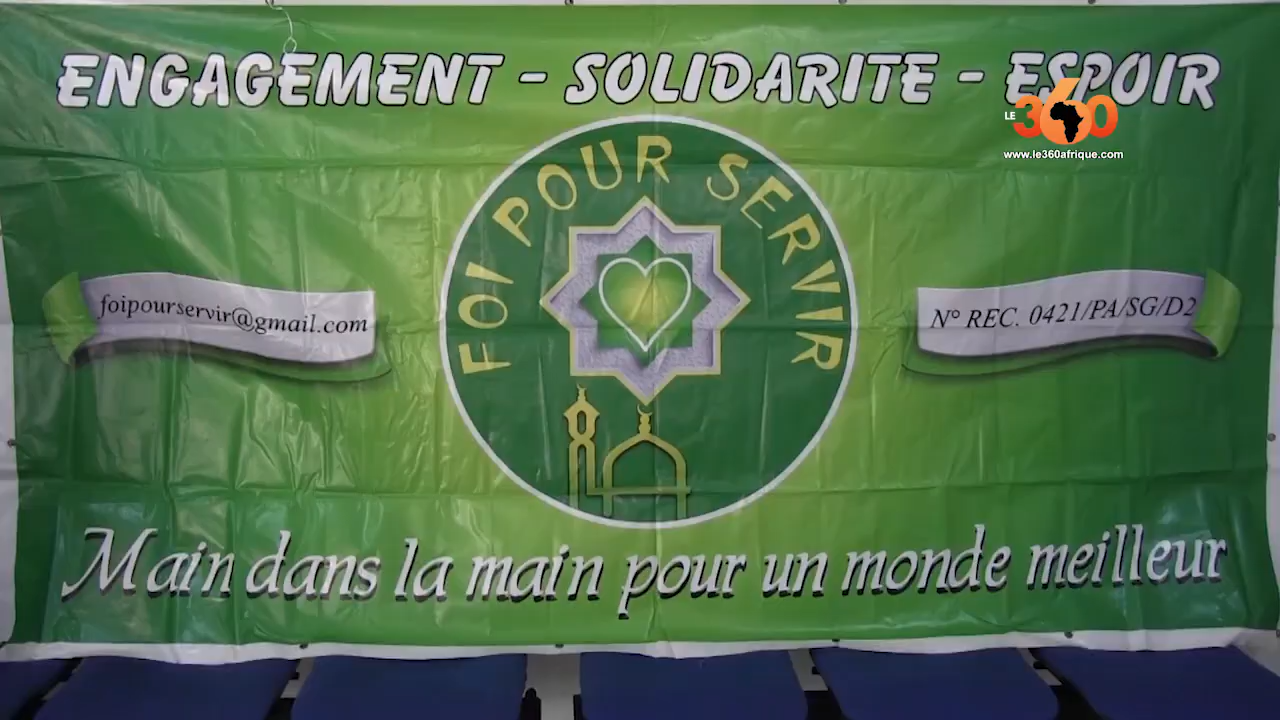 ENGAGEMENT - SOLIDARITE - ESPOIR
LE 360
www.le360afrique.com
FOI POUR SERVIR
foipourservir@gmail.com
N° REC. 0421/PA/SG/D2
Main dans la main pour un monde meilleur